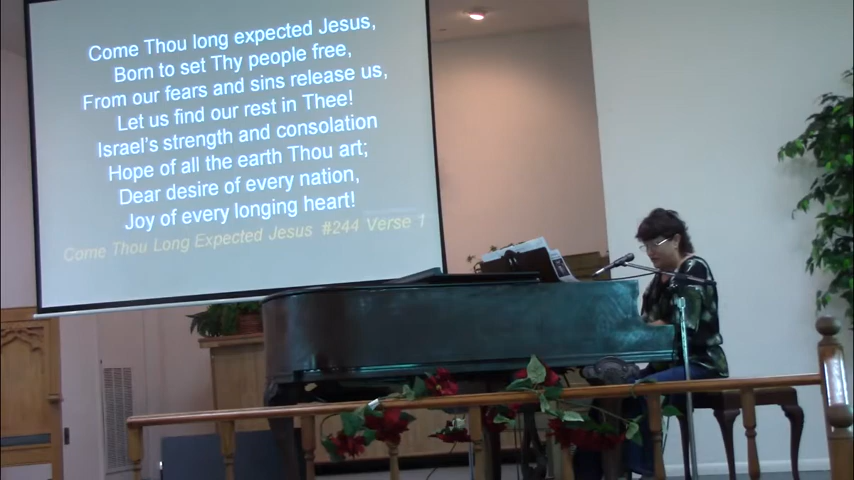 Come Thou long expected Jesus,
Born to set Thy people free,
From our fears and sins release us,
Let us find our rest in Thee!
Israel's strength and consolation
Hope of all the earth Thou art;
Dear desire of every nation,
Joy of every longing heart!
Come Thou Long Expected Jesus #244 Verse 1